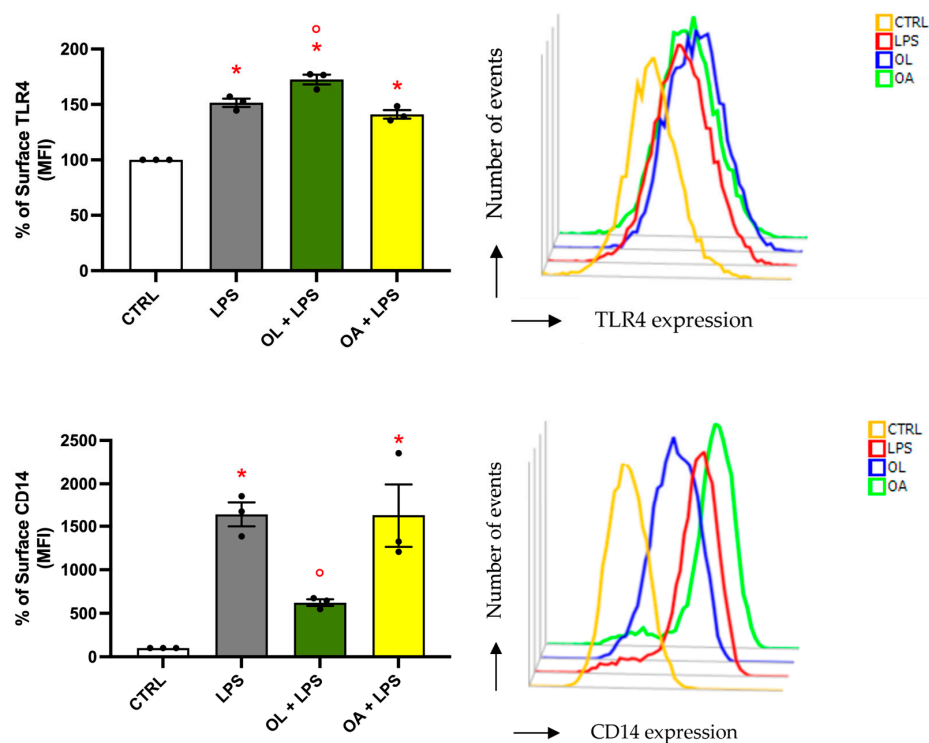 % of Surface TLR4
(MFI)
200
150
100
50
0
*
*
*
CTRL
LPS
OL + LPS
OA + LPS
Number of events
TLR4 expression
CTRL
LPS
OL
OA
% of Surface CD14
(MFI)
2500
2000
1500
1000
500
0
*
*
CTRL
LPS
OL + LPS
OA + LPS
Number of events
CD14 expression
CTRL
LPS
OL
OA